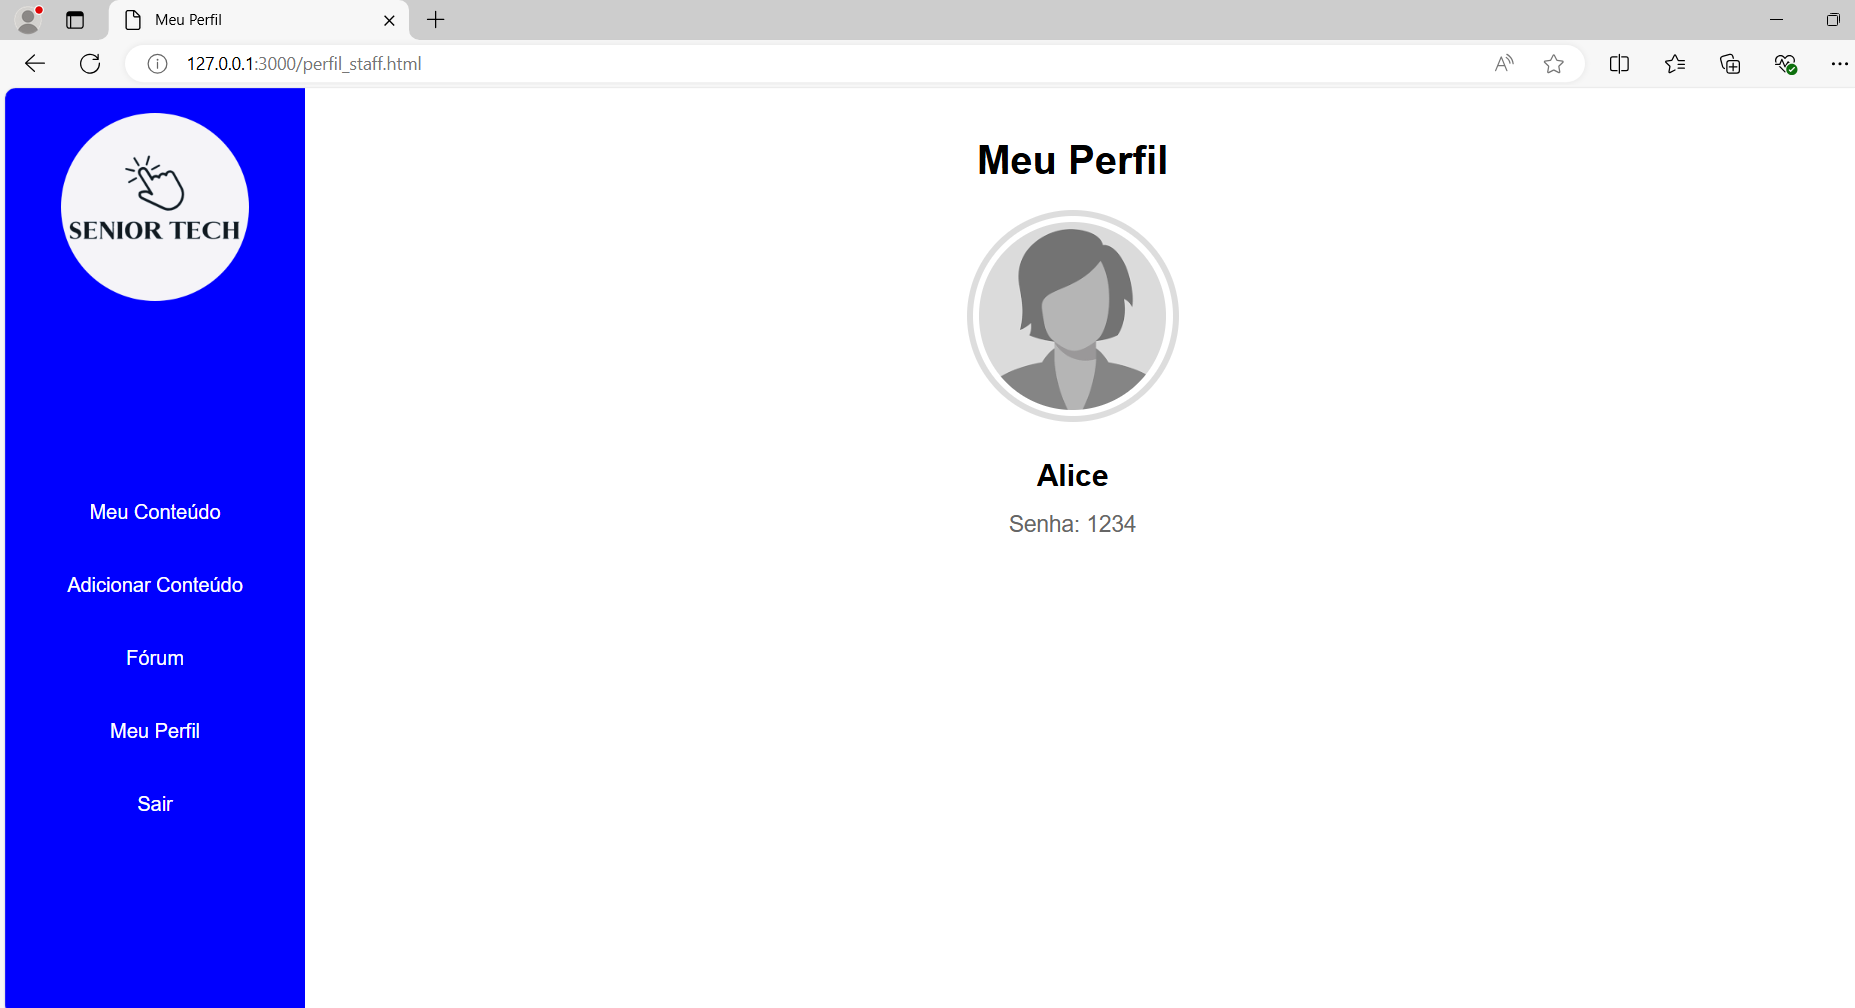 Meu Perfil
127.0.0.1:3000/perfil_staff.html
SENIOR TECH
Meu Conteúdo
Adicionar Conteúdo
Fórum
Meu Perfil
Sair
Meu Perfil
Alice
Senha: 1234